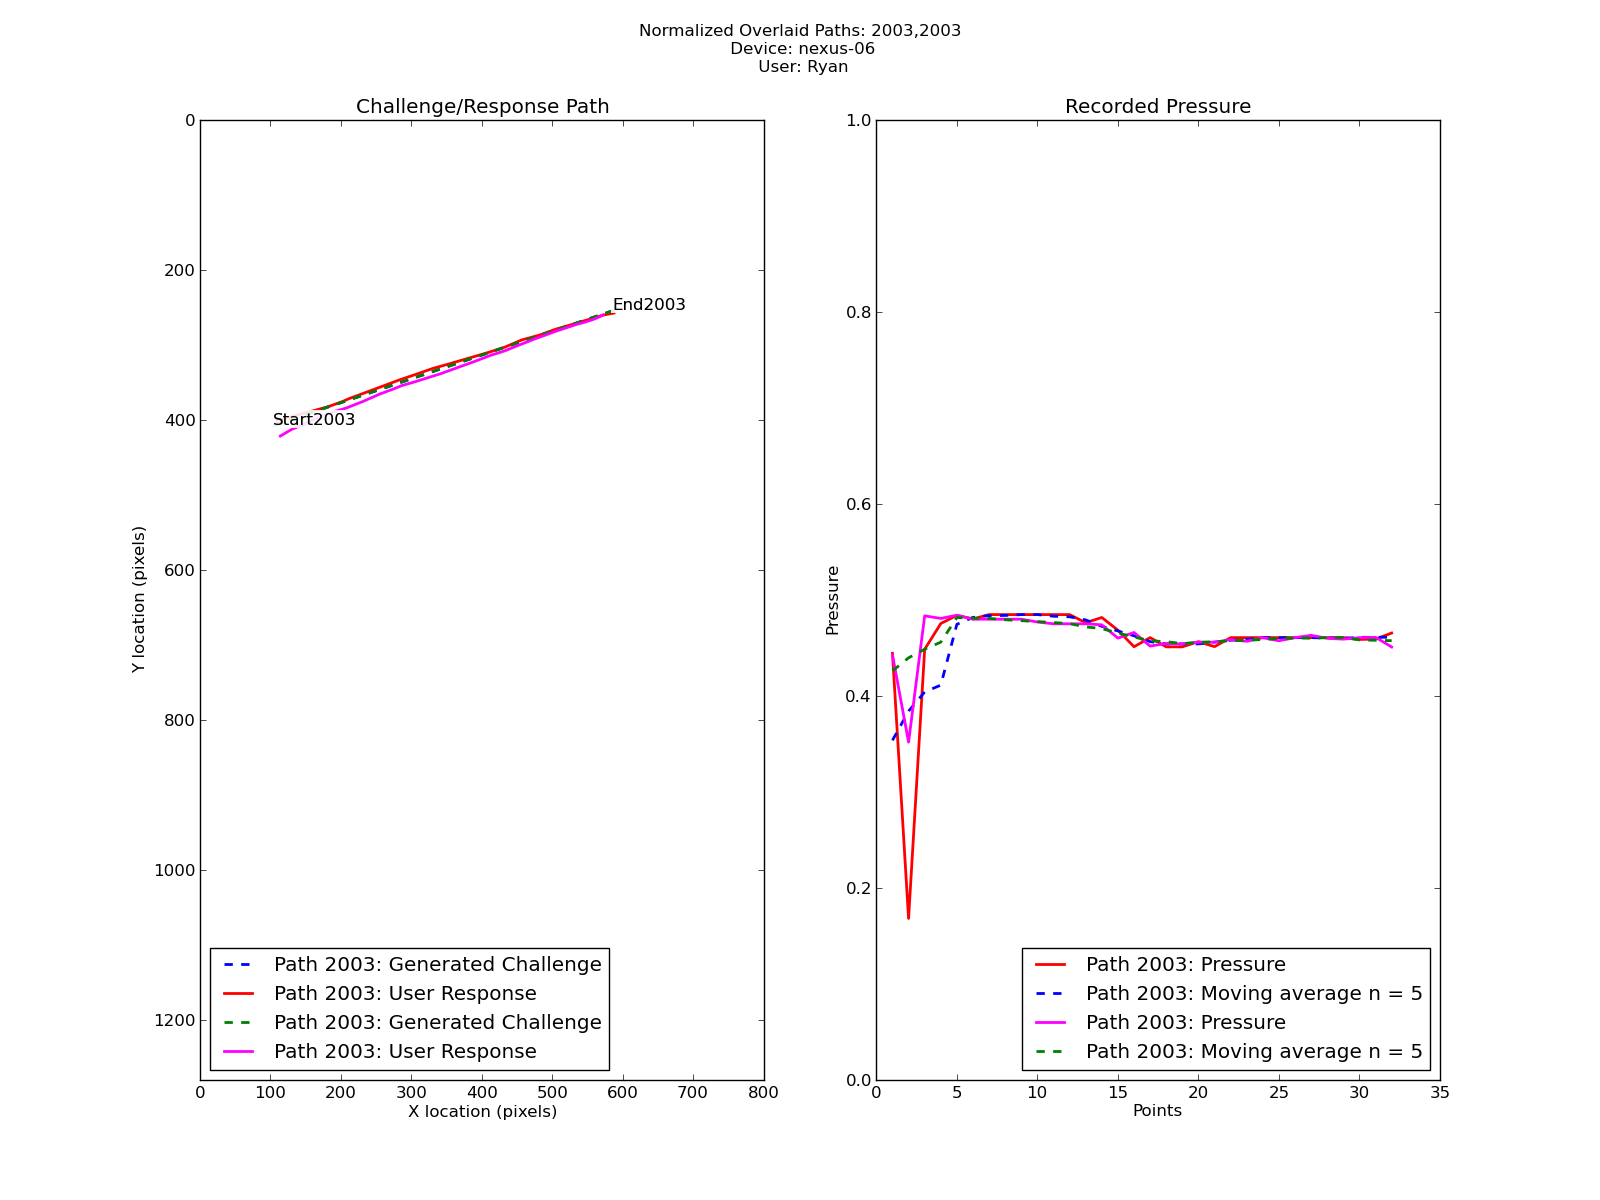 Normalized Overlaid Paths: 2003,2003
Device: nexus-06
User: Ryan
Challenge/Response Path
0
200
400
600
800
1000
1200
Y location (pixels)
End2003
Start2003
Path 2003: Generated Challenge
Path 2003: User Response
Path 2003: Generated Challenge
Path 2003: User Response
0 100 200 300 400 500 600 700 800
X location (pixels)
Recorded Pressure
1.0
0.8
0.6
0.4
0.2
0.0
Pressure
Path 2003: Pressure
Path 2003: Moving average n = 5
Path 2003: Pressure
Path 2003: Moving average n = 5
0 5 10 15 20 25 30 35
Points